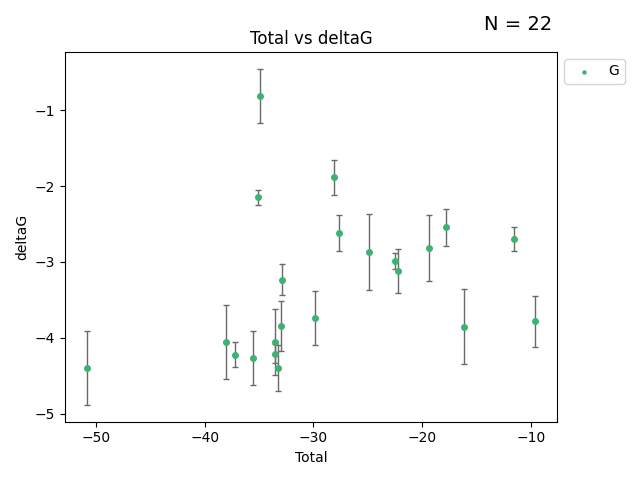 N = 22
Total vs deltaG
G
deltaG
−1
−2
−3
−4
−5
−50
−40
−30
−20
−10
Total